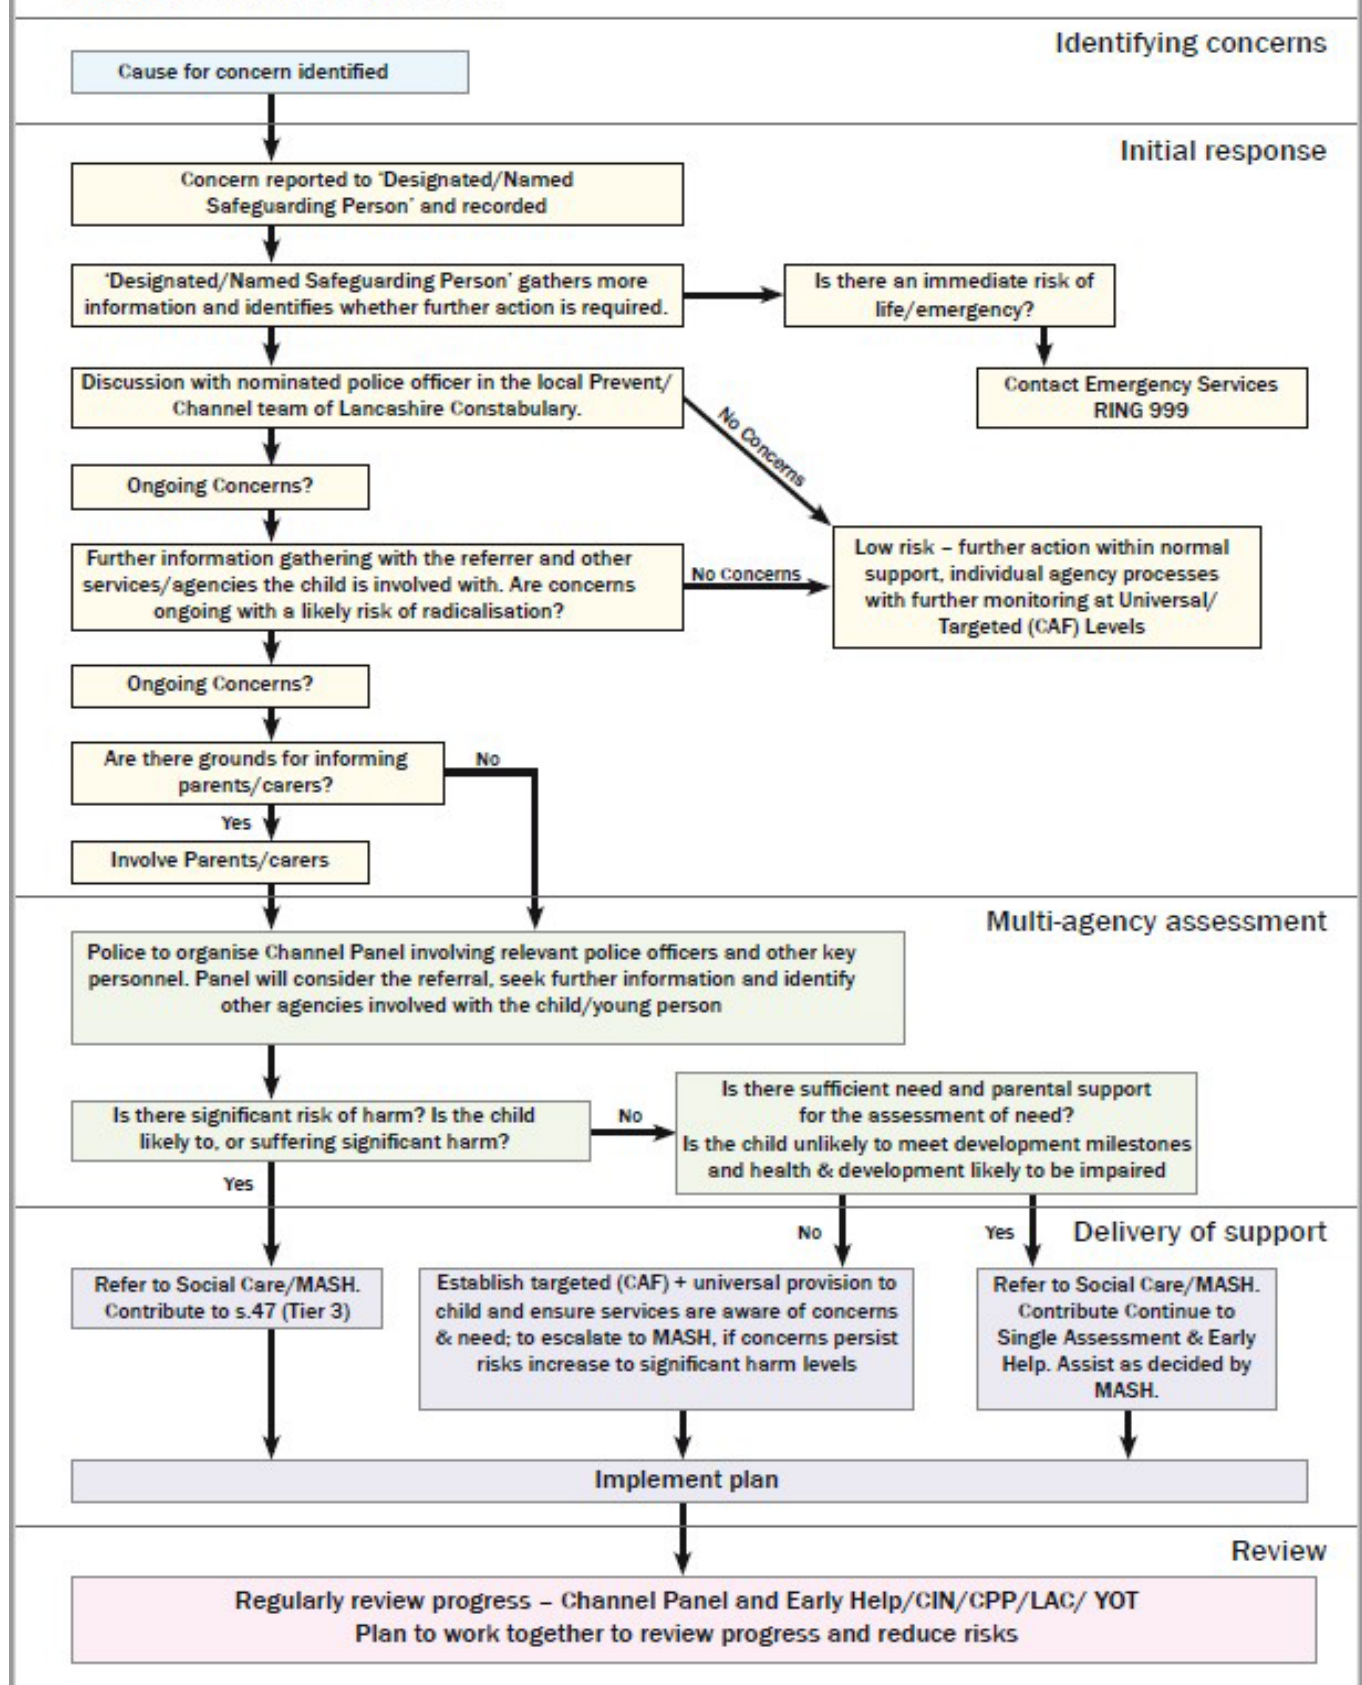 Identifying concerns
Cause for concern identified
Initial response
Concern reported to ‘Designated/Named
Safeguarding Person’ and recorded
‘Designated/Named Safeguarding Person’ gathers more
information and identifies whether further action is required.
Is there an immediate risk of
life/emergency?
Discussion with nominated police officer in the local Prevent/
Channel team of Lancashire Constabulary.
Contact Emergency Services
RING 999
No Concerns
Ongoing Concerns?
Further information gathering with the referrer and other
services/agencies the child is involved with. Are concerns
ongoing with a likely risk of radicalisation?
No Concerns
Low risk – further action within normal
support, individual agency processes
with further monitoring at Universal/
Targeted (CAF) Levels
Ongoing Concerns?
Are there grounds for informing
parents/carers?
No
Yes
Involve Parents/carers
Multi-agency assessment
Police to organise Channel Panel involving relevant police officers and other key
personnel. Panel will consider the referral, seek further information and identify
other agencies involved with the child/young person
Is there significant risk of harm? Is the child
likely to, or suffering significant harm?
No
Is there sufficient need and parental support
for the assessment of need?
Is the child unlikely to meet development milestones
and health & development likely to be impaired
Yes
No
Yes
Delivery of support
Refer to Social Care/MASH.
Contribute to s.47 (Tier 3)
Establish targeted (CAF) + universal provision to
child and ensure services are aware of concerns
& need; to escalate to MASH, if concerns persist
risks increase to significant harm levels
Refer to Social Care/MASH.
Contribute Continue to
Single Assessment & Early
Help. Assist as decided by
MASH.
Implement plan
Review
Regularly review progress – Channel Panel and Early Help/CIN/CPP/LAC/ YOT
Plan to work together to review progress and reduce risks